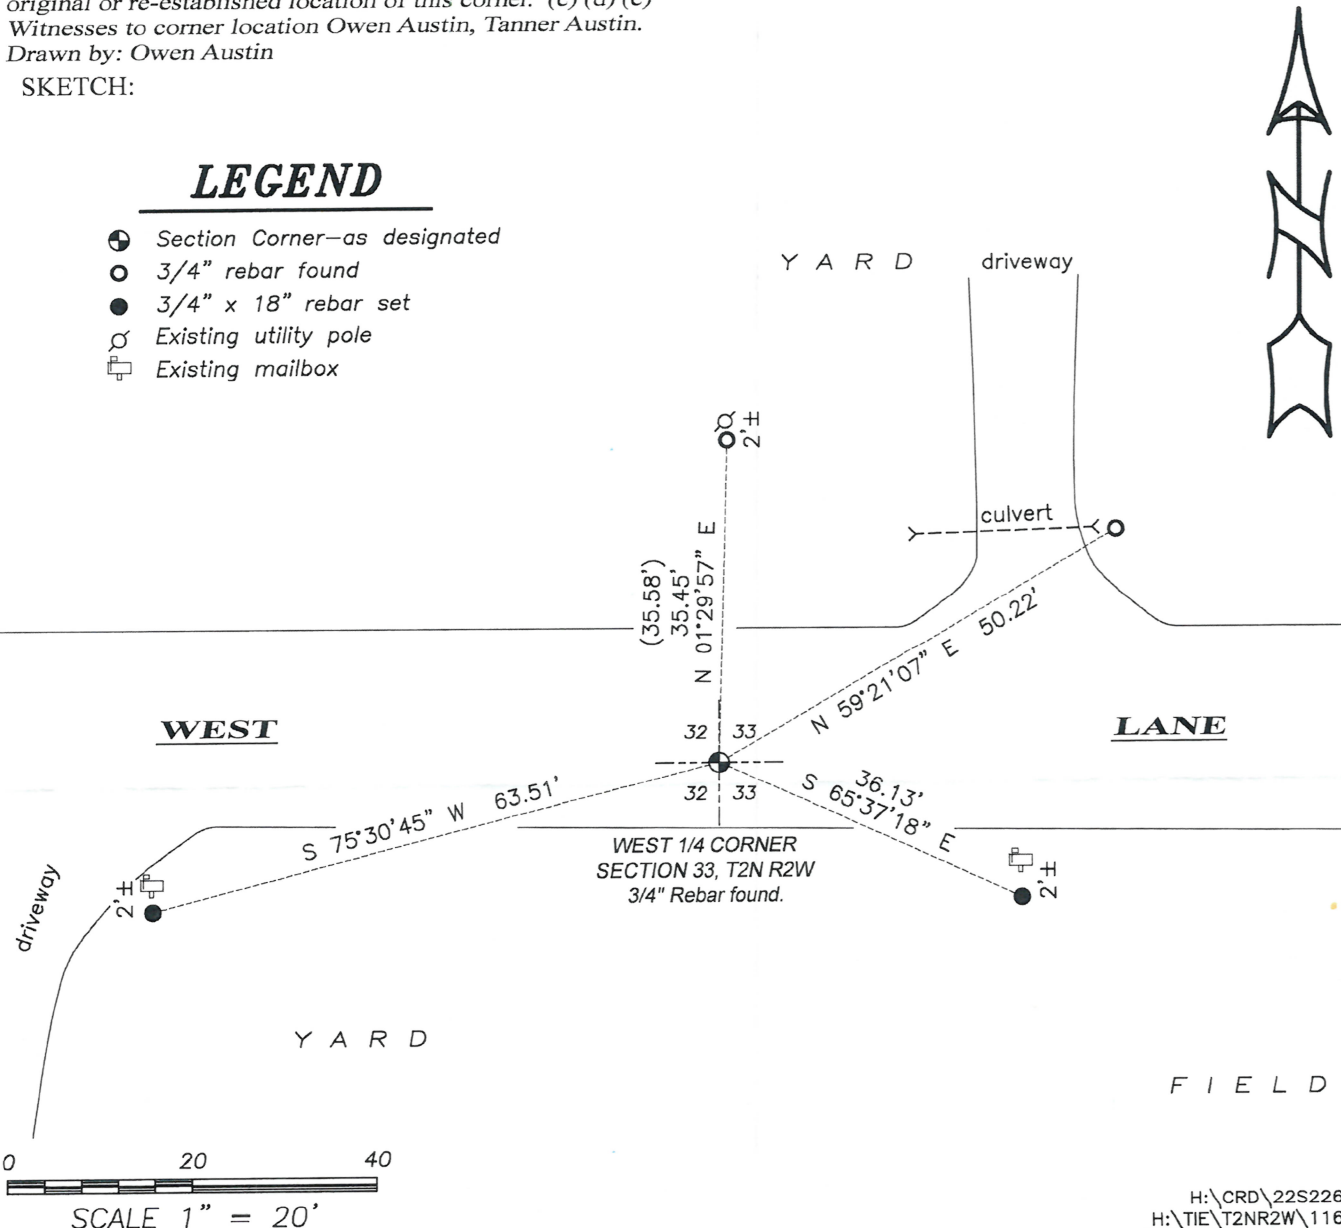 Witnesses to corner location Owen Austin, Tanner Austin.
Drawn by: Owen Austin
SKETCH:
LEGEND
Section Corner-as designated
3/4" rebar found
3/4" x 18" rebar set
Existing utility pole
Existing mailbox
N
Y A R D
driveway
2'±
culvert
(35.58')
35.45'
N 01°29'57" E
N 59°21'07" E 50.22'
WEST
LANE
32 33
32 33
S 75°30'45" W 63.51'
36.13'
S 65°37'18" E
WEST 1/4 CORNER
SECTION 33, T2N R2W
3/4" Rebar found.
2'±
2'±
driveway
Y A R D
F I E L D
0 20 40
SCALE 1" = 20'
H:\CRD\22S226
H:\TIE\T2NR2W\116